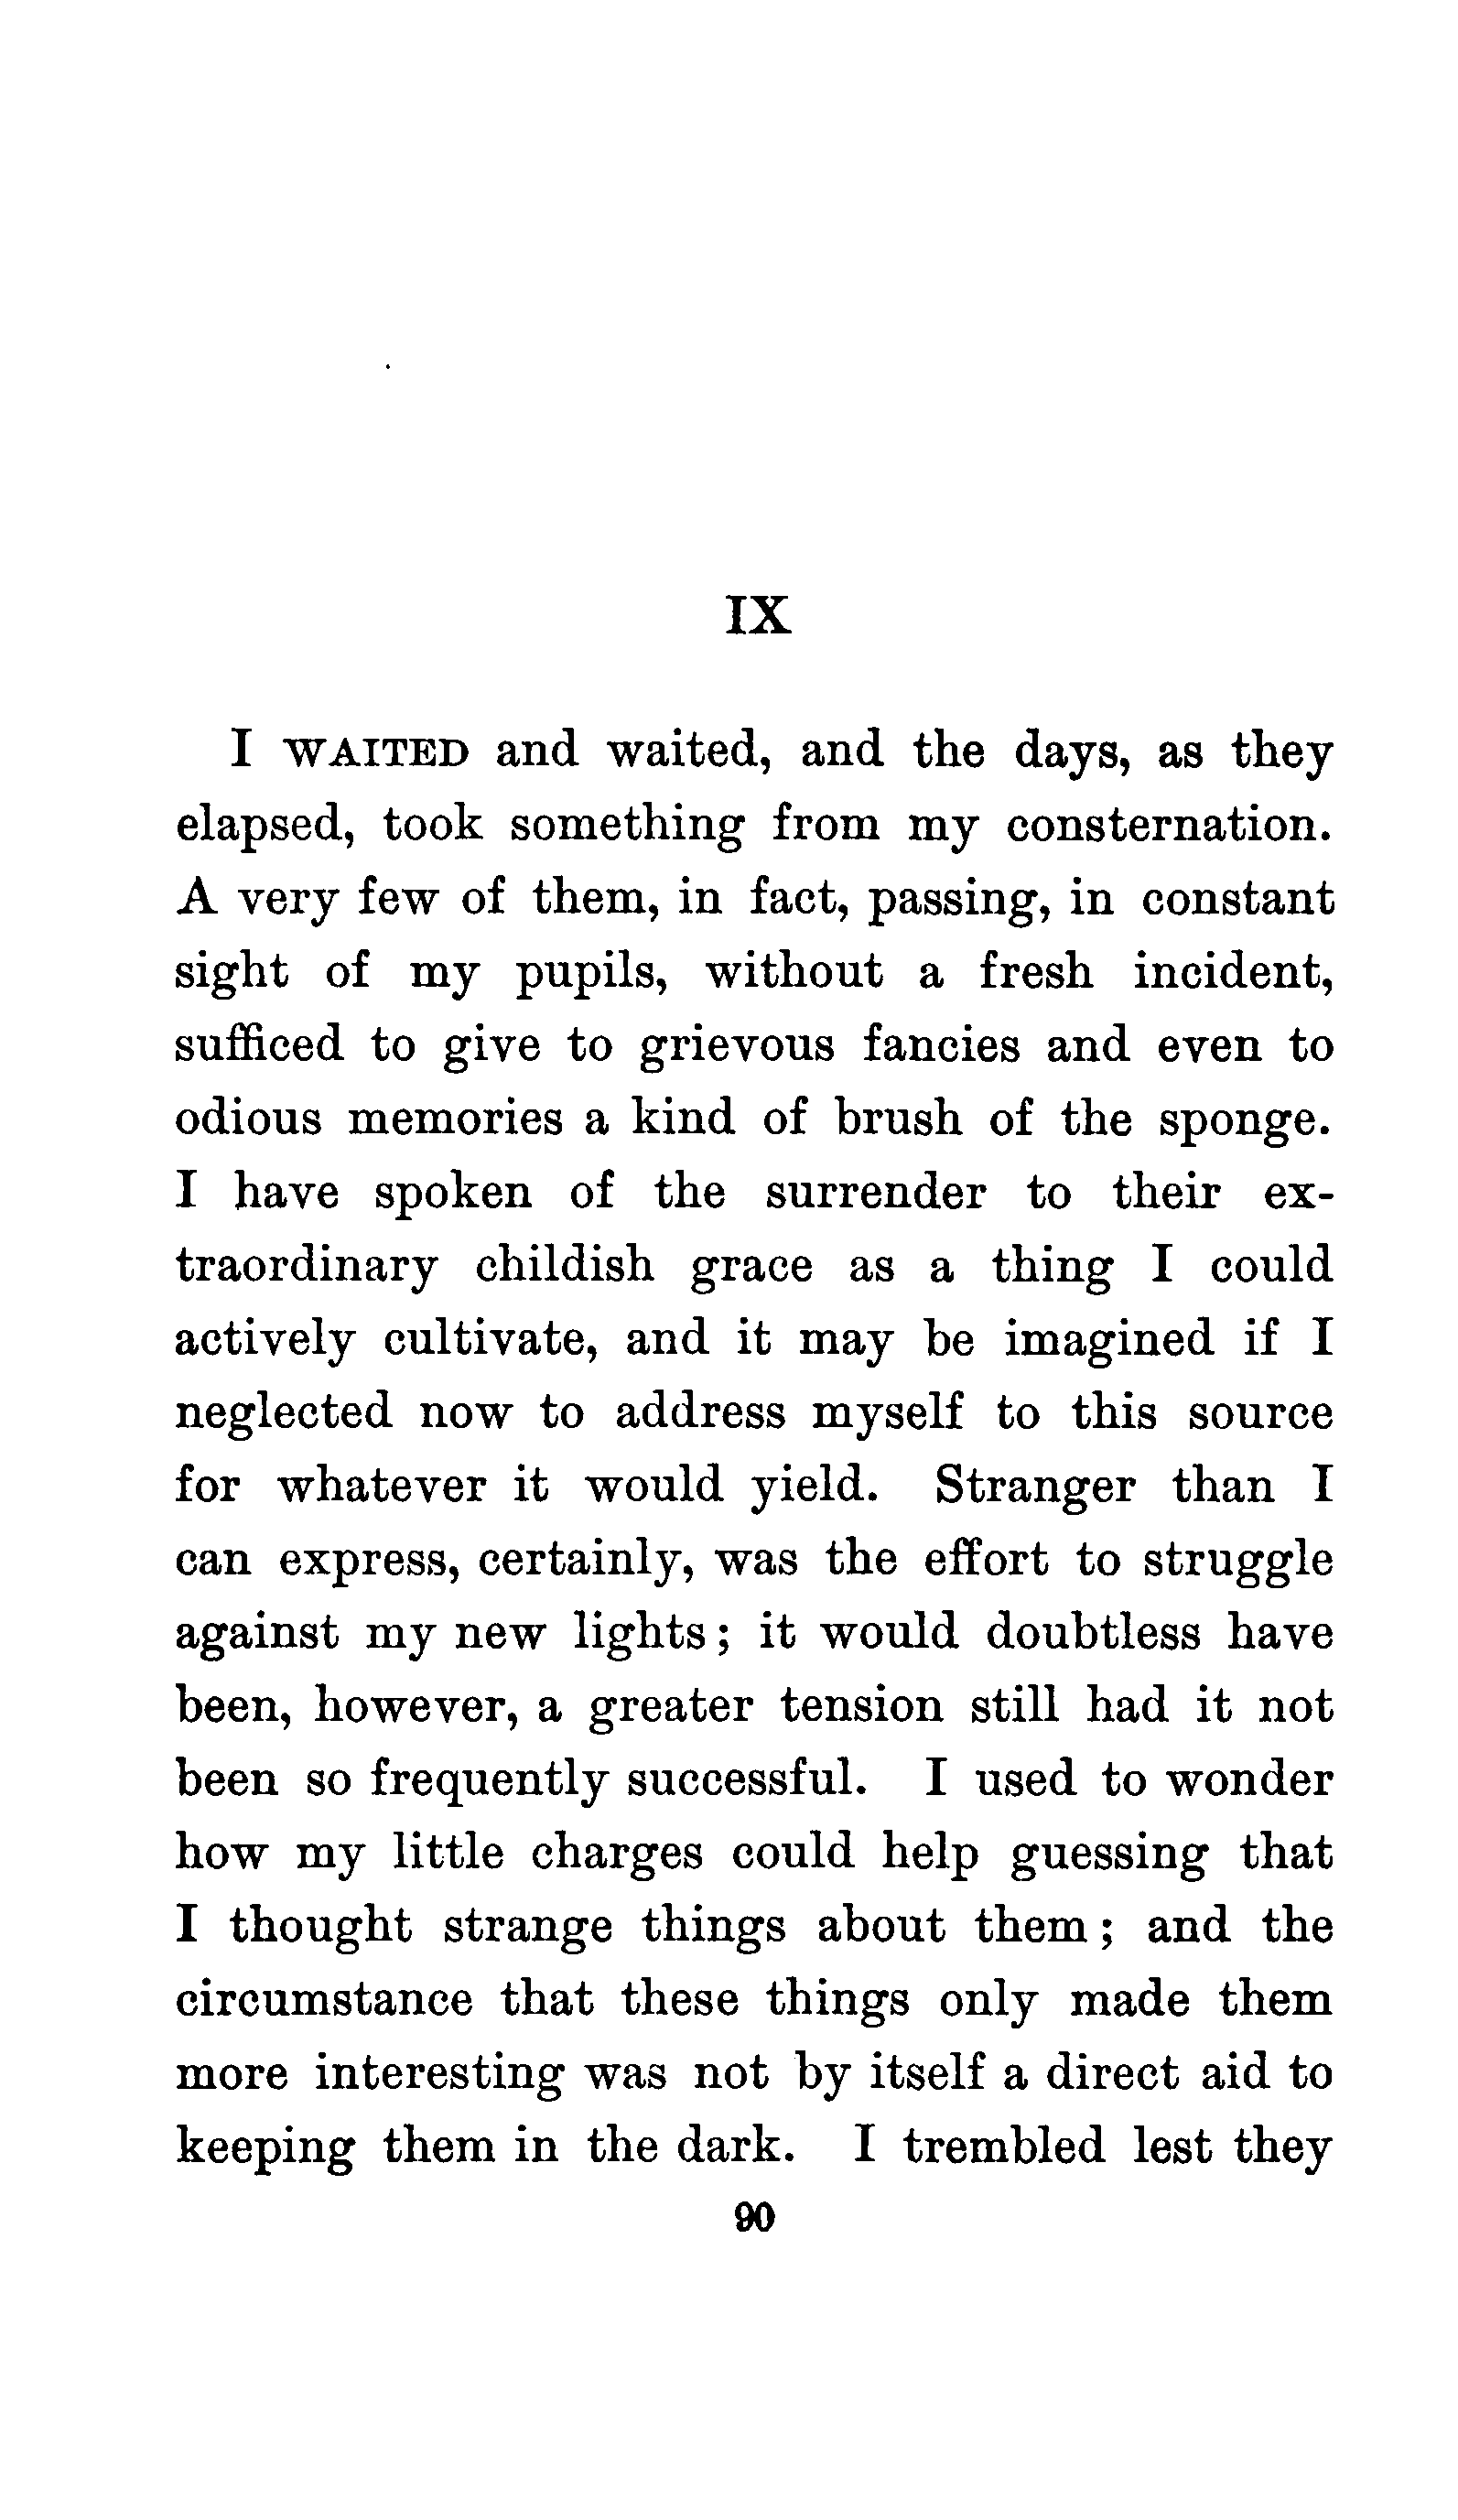 IX
I WAITED and waited, and the days, as they
elapsed, took something from my consternation.
A very few of them, in fact, passing, in constant
sight of my pupils, without a fresh incident,
sufficed to give to grievous fancies and even to
odious memories a kind of brush of the sponge.
I have spoken of the surrender to their ex-
traordinary childish grace as a thing I could
actively cultivate, and it may be imagined if I
neglected now to address myself to this source
for whatever it would yield. Stranger than I
can express, certainly, was the effort to struggle
against my new lights; it would doubtless have
been, however, a greater tension still had it not
been so frequently successful. I used to wonder
how my little charges could help guessing that
I thought strange things about them; and the
circumstance that these things only made them
more interesting was not by itself a direct aid to
keeping them in the dark. I trembled lest they
90